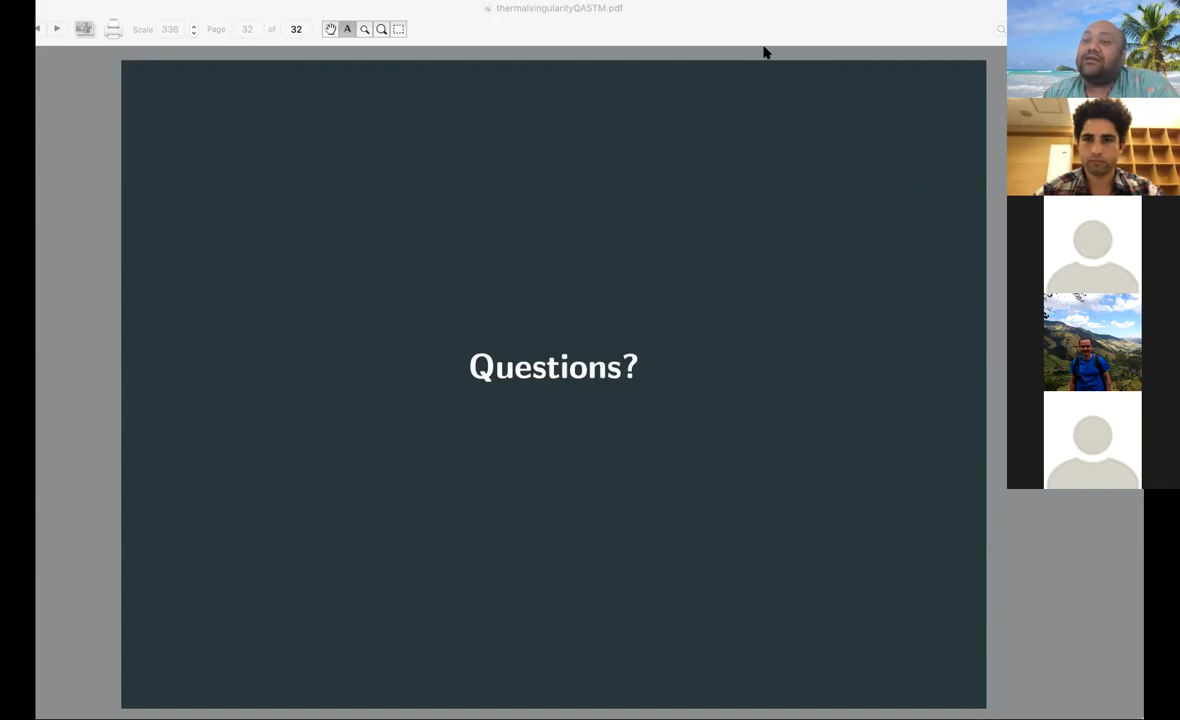 thermalsingularityQASTM.pdf
Scale 336 Page 32 of 32 A
Questions?